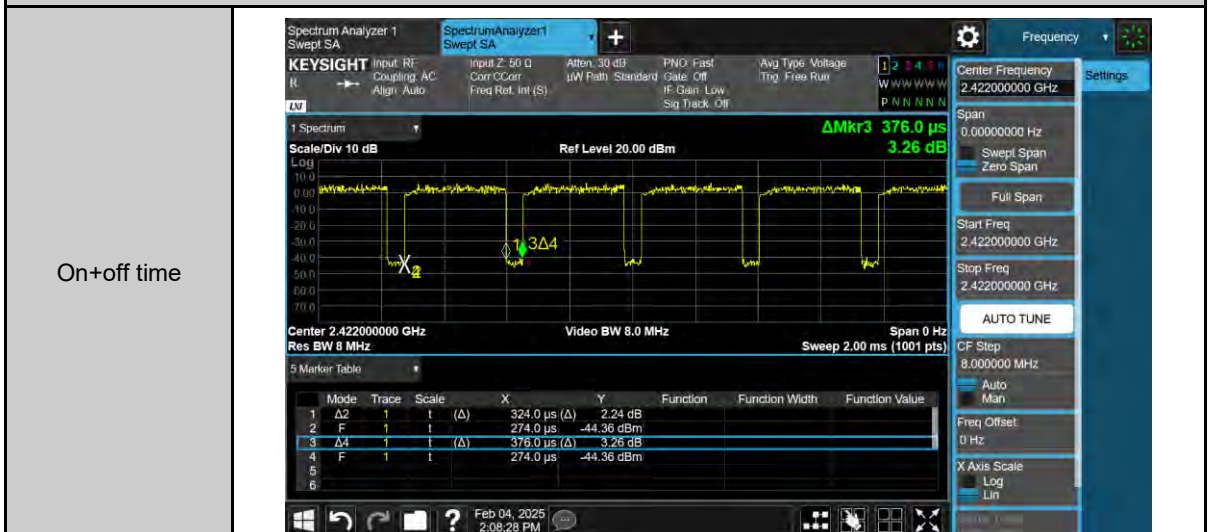 On+off time
Spectrum Analyzer 1
Swept SA
SpectrumAnalyzer1
Swept SA
+
Frequency
KEYSIGHT
R
LXI
Input: RF
Coupling: AC
Align: Auto
Input Z: 50 Ω
Corr CCorr
Freq Ref: Int (S)
Atten: 30 dB
µW Path: Standard
PNO: Fast
Gate: Off
IF Gain: Low
Sig Track: Off
Avg Type: Voltage
Trig: Free Run
1 2 3 4 5 6
W W W W W W
P N N N N N
1 Spectrum
Scale/Div 10 dB
Ref Level 20.00 dBm
ΔMkr3 376.0 µs
3.26 dB
Log
10.0
0.00
-10.0
-20.0
-30.0
-40.0
-50.0
-60.0
-70.0
1 3Δ4
Center 2.422000000 GHz
Video BW 8.0 MHz
Span 0 Hz
Res BW 8 MHz
Sweep 2.00 ms (1001 pts)
5 Marker Table
Mode Trace Scale X Y Function Function Width Function Value
1 Δ2 1 t (Δ) 324.0 µs (Δ) 2.24 dB
2 F 1 t 274.0 µs -44.36 dBm
3 Δ4 1 t (Δ) 376.0 µs (Δ) 3.26 dB
4 F 1 t 274.0 µs -44.36 dBm
5
6
?
Feb 04, 2025
2:08:28 PM
Center Frequency
2.422000000 GHz
Settings
Span
0.00000000 Hz
Swept Span
Zero Span
Full Span
Start Freq
2.422000000 GHz
Stop Freq
2.422000000 GHz
AUTO TUNE
CF Step
8.000000 MHz
Auto
Man
Freq Offset
0 Hz
X Axis Scale
Log
Lin